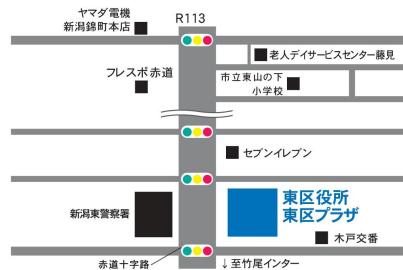 ヤマダ電機
新潟錦町本店
R113
老人デイサービスセンター藤見
フレスポ赤道
市立東山の下
小学校
セブンイレブン
新潟東警察署
東区役所
東区プラザ
木戸交番
赤道十字路
↓至竹尾インター